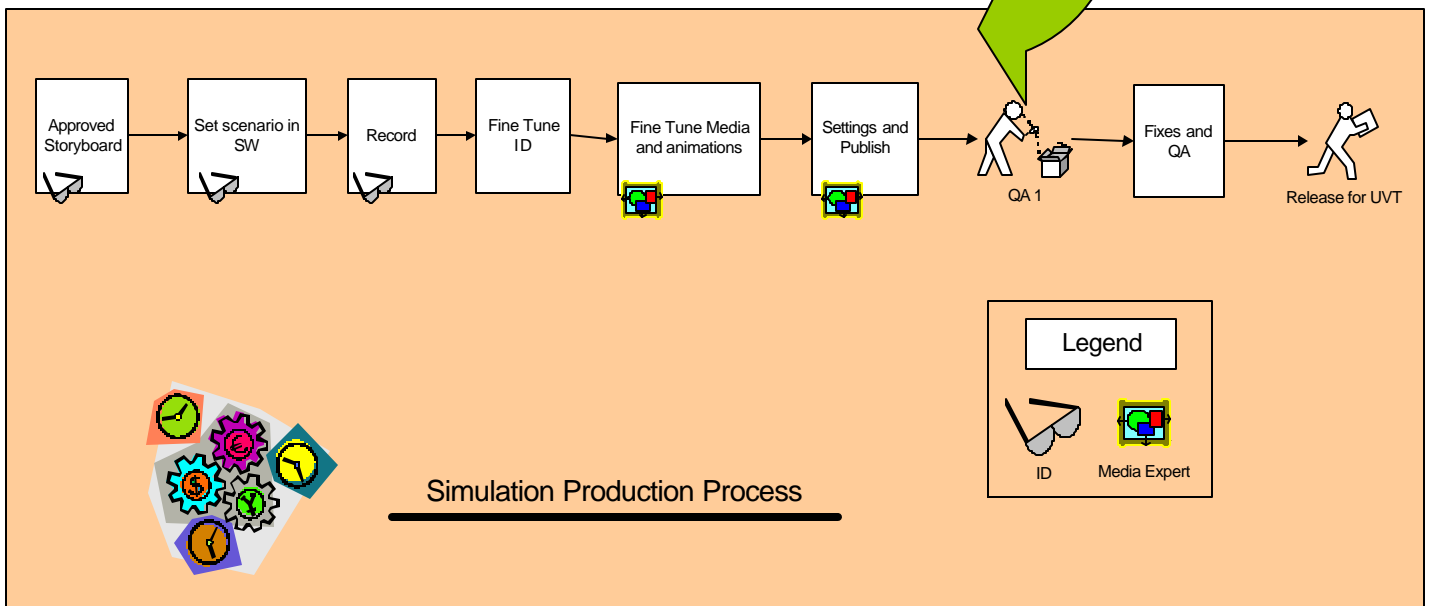 Approved
Storyboard
Set scenario in
SW
Record
Fine Tune
ID
Fine Tune Media
and animations
Settings and
Publish
QA 1
Fixes and
QA
Release for UVT
Legend
ID
Media Expert
€
$
¥
Simulation Production Process